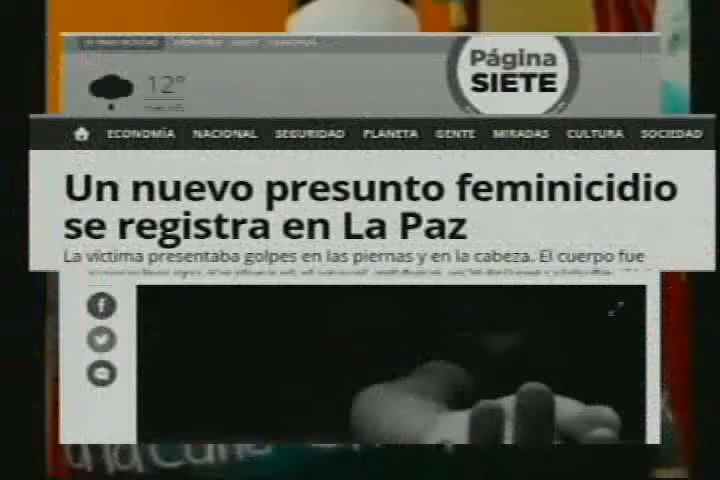 12°
Página
SIETE
ECONOMÍA NACIONAL SEGURIDAD PLANETA GENTE MIRADAS CULTURA SOCIEDAD
Un nuevo presunto feminicidio
se registra en La Paz
La víctima presentaba golpes en las piernas y en la cabeza. El cuerpo fue
una